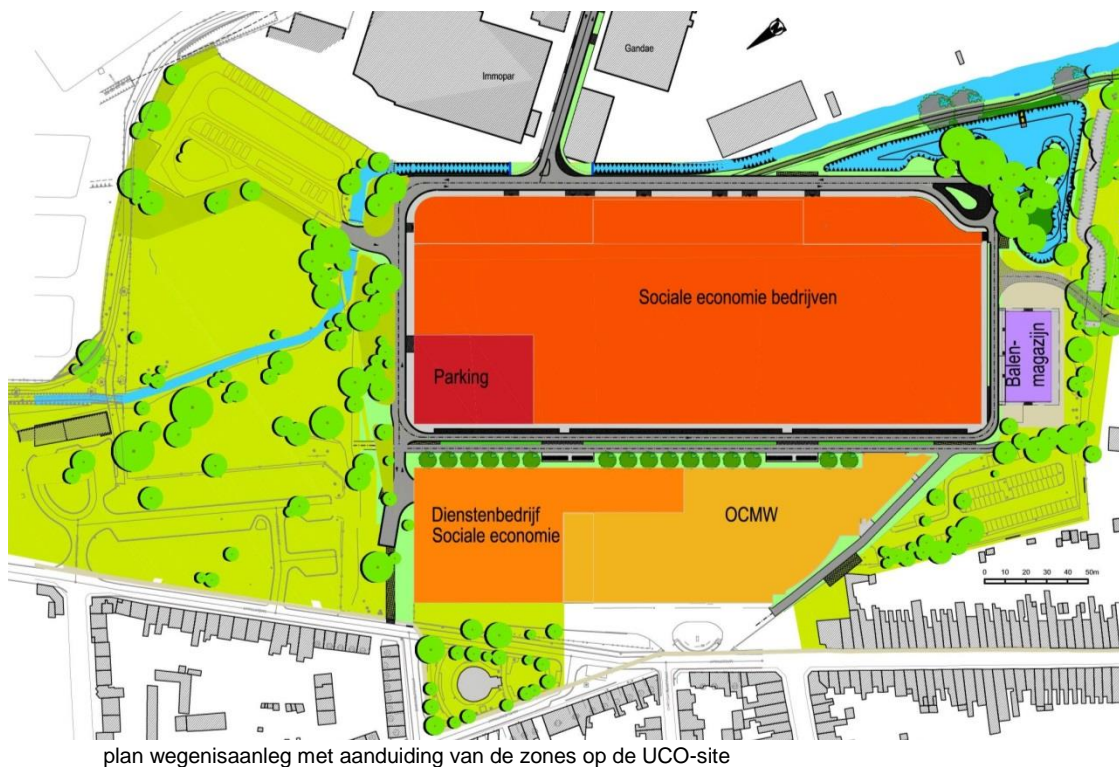 Gandae
Immopar
Sociale economie bedrijven
Parking
Balen-
magazijn
Dienstenbedrijf
Sociale economie
OCMW
0 10 20 30 40 50m
plan wegenisaanleg met aanduiding van de zones op de UCO-site